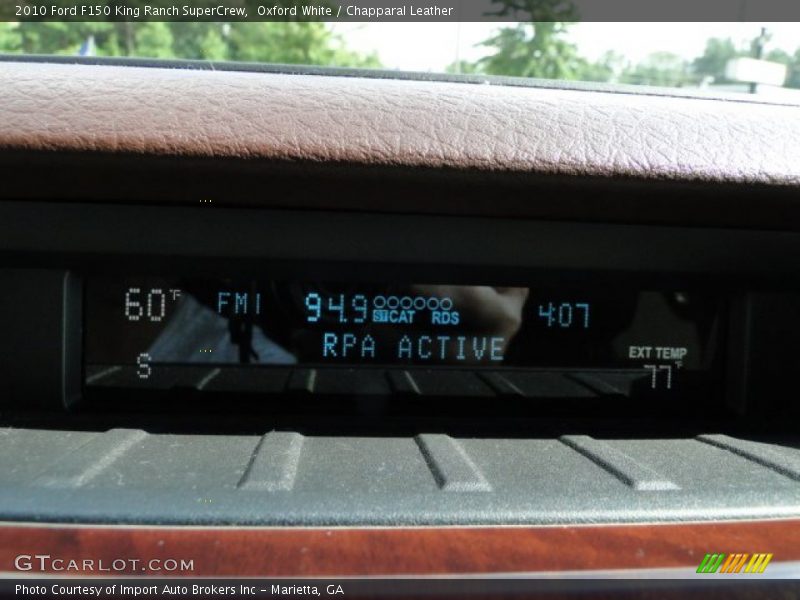 2010 Ford F150 King Ranch SuperCrew,  Oxford White / Chapparal Leather
60°F FM1 94.9 CAT RDS 4:07
RPA ACTIVE
S EXT TEMP
77°F
GTCARLOT.COM
Photo Courtesy of Import Auto Brokers Inc – Marietta, GA